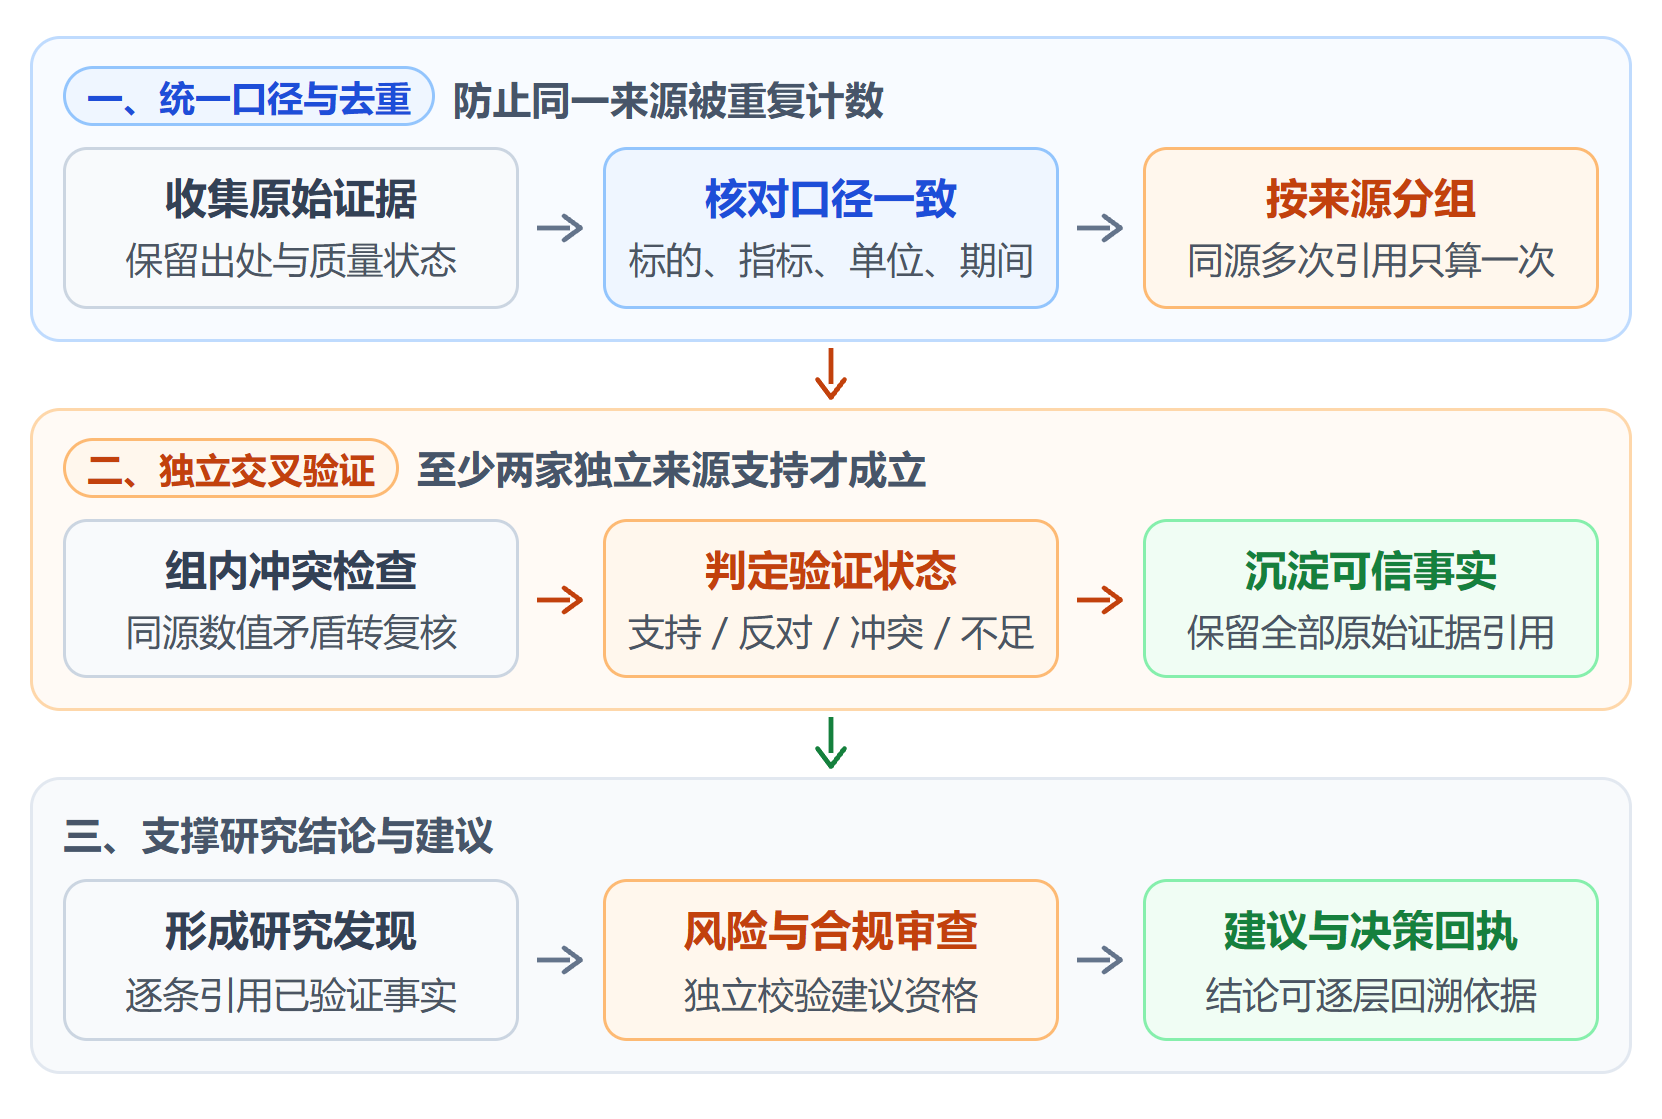 一、统一口径与去重 防止同一来源被重复计数
收集原始证据
保留出处与质量状态
核对口径一致
标的、指标、单位、期间
按来源分组
同源多次引用只算一次
二、独立交叉验证 至少两家独立来源支持才成立
组内冲突检查
同源数值矛盾转复核
判定验证状态
支持 / 反对 / 冲突 / 不足
沉淀可信事实
保留全部原始证据引用
三、支撑研究结论与建议
形成研究发现
逐条引用已验证事实
风险与合规审查
独立校验建议资格
建议与决策回执
结论可逐层回溯依据